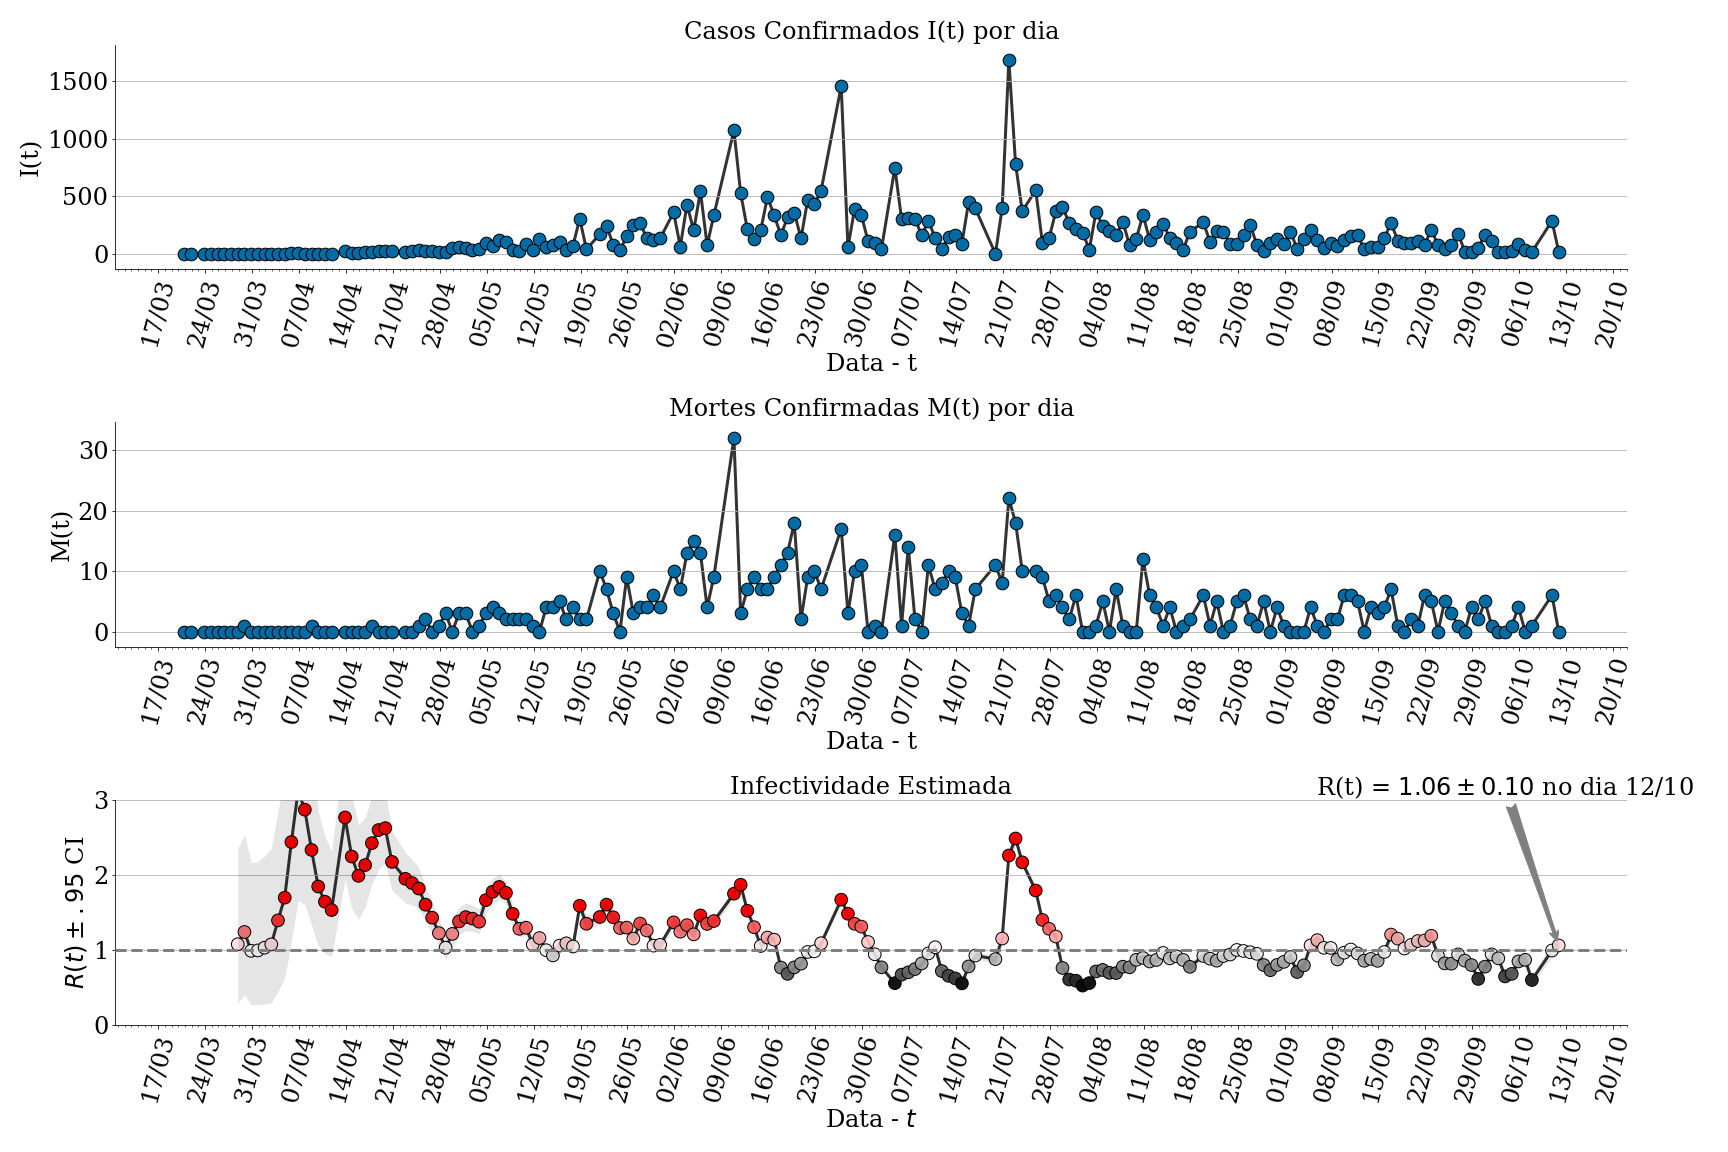 Casos Confirmados I(t) por dia
1500
1000
500
0
I(t)
17/03 24/03 31/03 07/04 14/04 21/04 28/04 05/05 12/05 19/05 26/05 02/06 09/06 16/06 23/06 30/06 07/07 14/07 21/07 28/07 04/08 11/08 18/08 25/08 01/09 08/09 15/09 22/09 29/09 06/10 13/10 20/10
Data - t
Mortes Confirmadas M(t) por dia
30
20
10
0
M(t)
17/03 24/03 31/03 07/04 14/04 21/04 28/04 05/05 12/05 19/05 26/05 02/06 09/06 16/06 23/06 30/06 07/07 14/07 21/07 28/07 04/08 11/08 18/08 25/08 01/09 08/09 15/09 22/09 29/09 06/10 13/10 20/10
Data - t
Infectividade Estimada
R(t) = 1.06 ± 0.10 no dia 12/10
3
2
1
0
R(t) ± .95 CI
17/03 24/03 31/03 07/04 14/04 21/04 28/04 05/05 12/05 19/05 26/05 02/06 09/06 16/06 23/06 30/06 07/07 14/07 21/07 28/07 04/08 11/08 18/08 25/08 01/09 08/09 15/09 22/09 29/09 06/10 13/10 20/10
Data - t